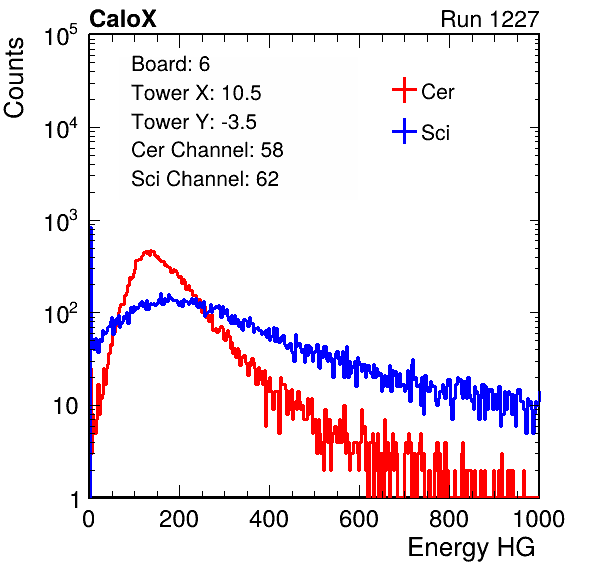 CaloX Run 1227
Counts
10^5
10^4
10^3
10^2
10
1
Board: 6
Tower X: 10.5
Tower Y: -3.5
Cer Channel: 58
Sci Channel: 62
Cer
Sci
0 200 400 600 800 1000
Energy HG